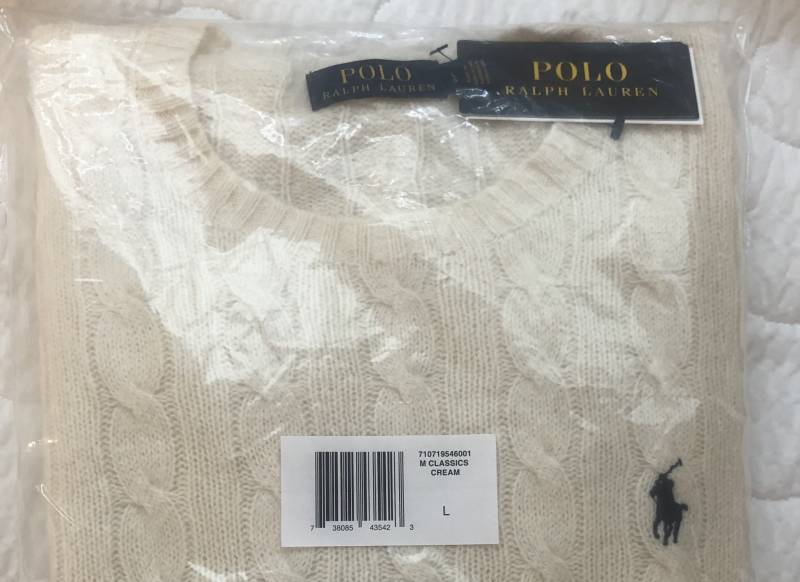 POLO
RALPH LAUREN
POLO
RALPH LAUREN
710719546001
M CLASSICS
CREAM
L
7 38085 43542 3